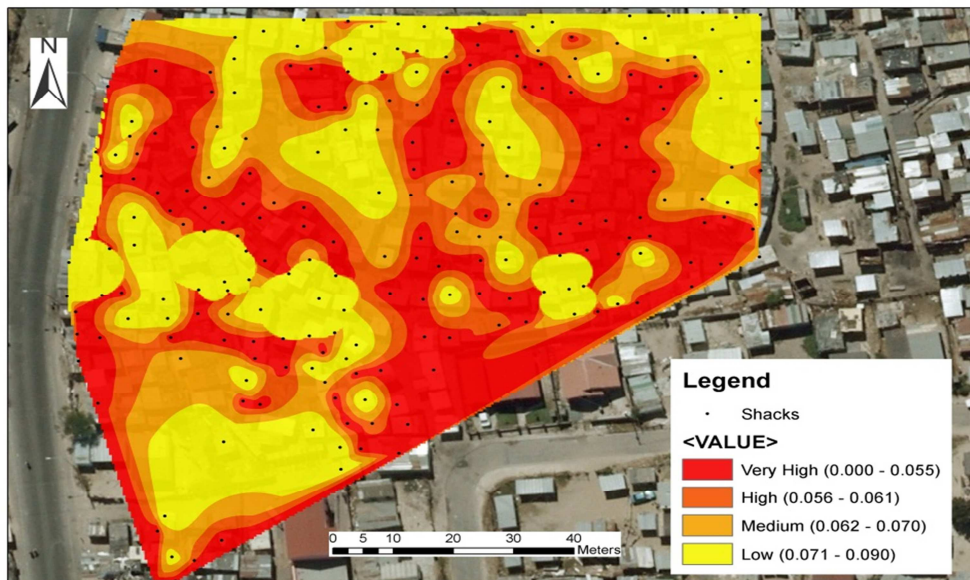 N
Legend
Shacks
<VALUE>
Very High (0.000 - 0.055)
High (0.056 - 0.061)
Medium (0.062 - 0.070)
Low (0.071 - 0.090)
0 5 10 20 30 40
Meters